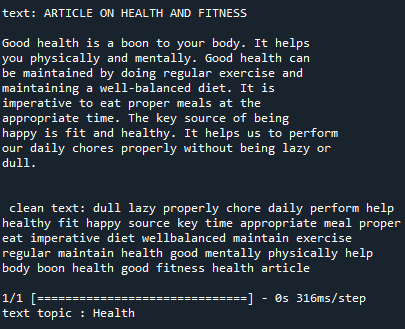 text: ARTICLE ON HEALTH AND FITNESS
Good health is a boon to your body. It helps
you physically and mentally. Good health can
be maintained by doing regular exercise and
maintaining a well-balanced diet. It is
imperative to eat proper meals at the
appropriate time. The key source of being
happy is fit and healthy. It helps us to perform
our daily chores properly without being lazy or
dull.
clean text: dull lazy properly chore daily perform help
healthy fit happy source key time appropriate meal proper
eat imperative diet wellbalanced maintain exercise
regular maintain health good mentally physically help
body boon health good fitness health article
1/1 [==============================] - 0s 316ms/step
text topic : Health